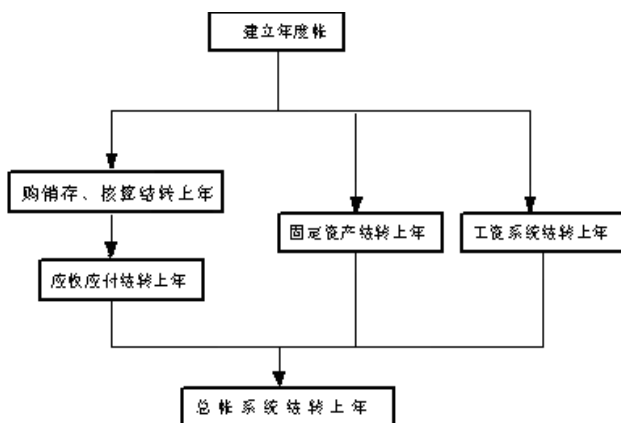 建立年度帐
购销存、核算结转上年
固定资产结转上年
工资系统结转上年
应收应付结转上年
总帐系统结转上年